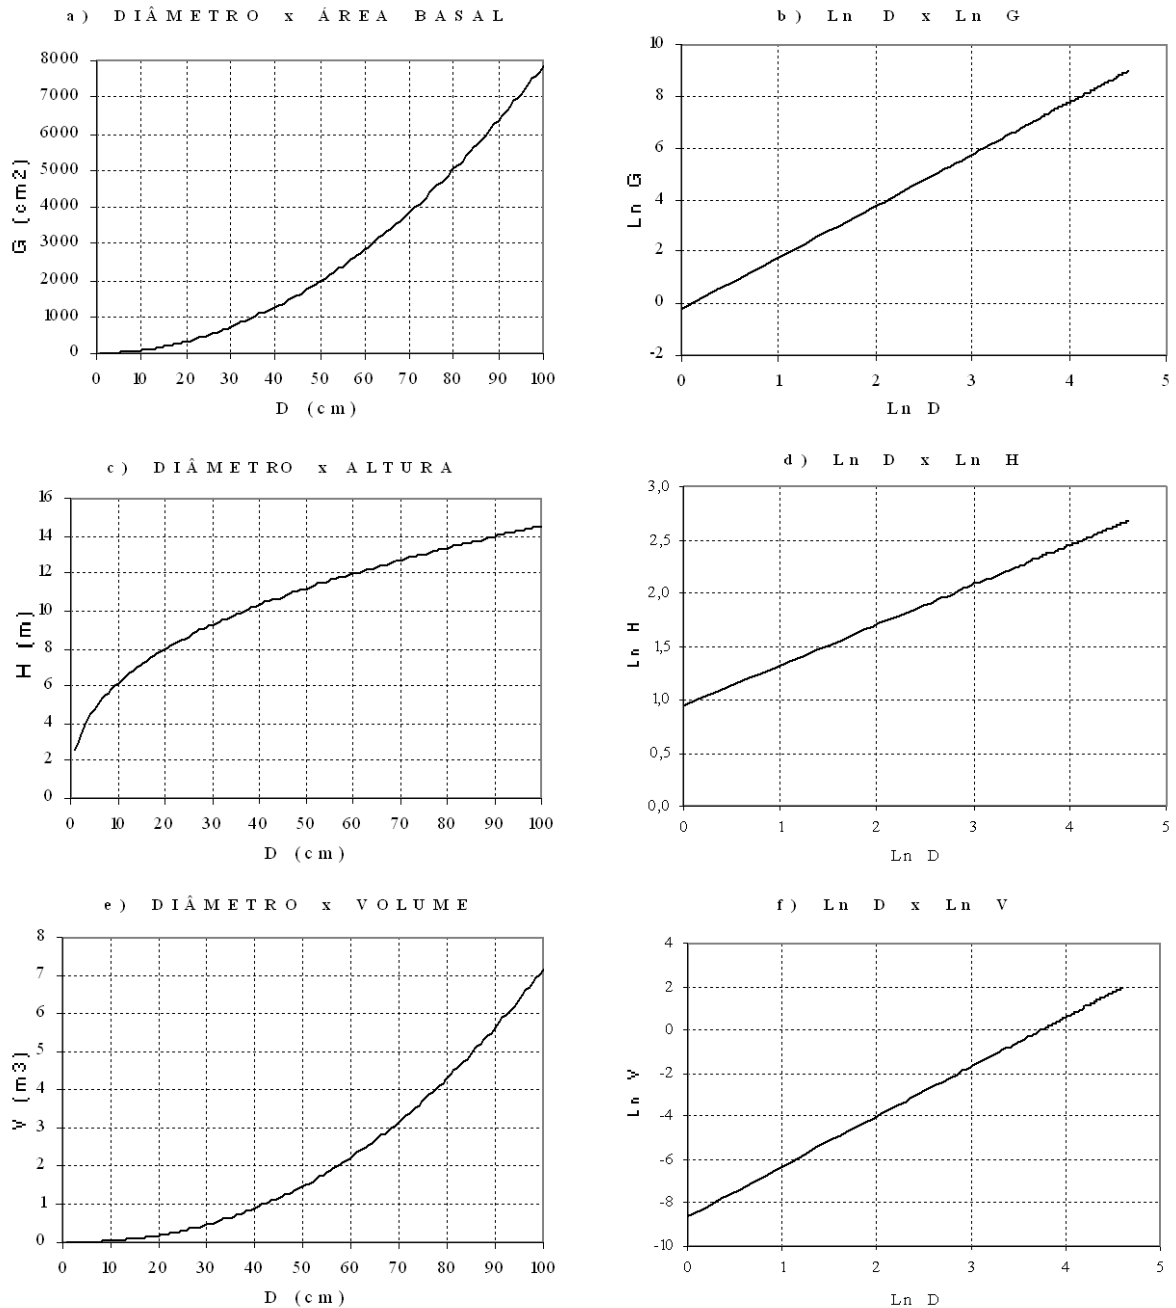 a) DIÂMETRO x ÁREA BASAL
8000
7000
6000
5000
4000
3000
2000
1000
0
G (cm2)
0 10 20 30 40 50 60 70 80 90 100
D (cm)
b) Ln D x Ln G
10
8
6
4
2
0
-2
Ln G
0 1 2 3 4 5
Ln D
c) DIÂMETRO x ALTURA
16
14
12
10
8
6
4
2
0
H (m)
0 10 20 30 40 50 60 70 80 90 100
D (cm)
d) Ln D x Ln H
3,0
2,5
2,0
1,5
1,0
0,5
0,0
Ln H
0 1 2 3 4 5
Ln D
e) DIÂMETRO x VOLUME
8
7
6
5
4
3
2
1
0
V (m3)
0 10 20 30 40 50 60 70 80 90 100
D (cm)
f) Ln D x Ln V
4
2
0
-2
-4
-6
-8
-10
Ln V
0 1 2 3 4 5
Ln D